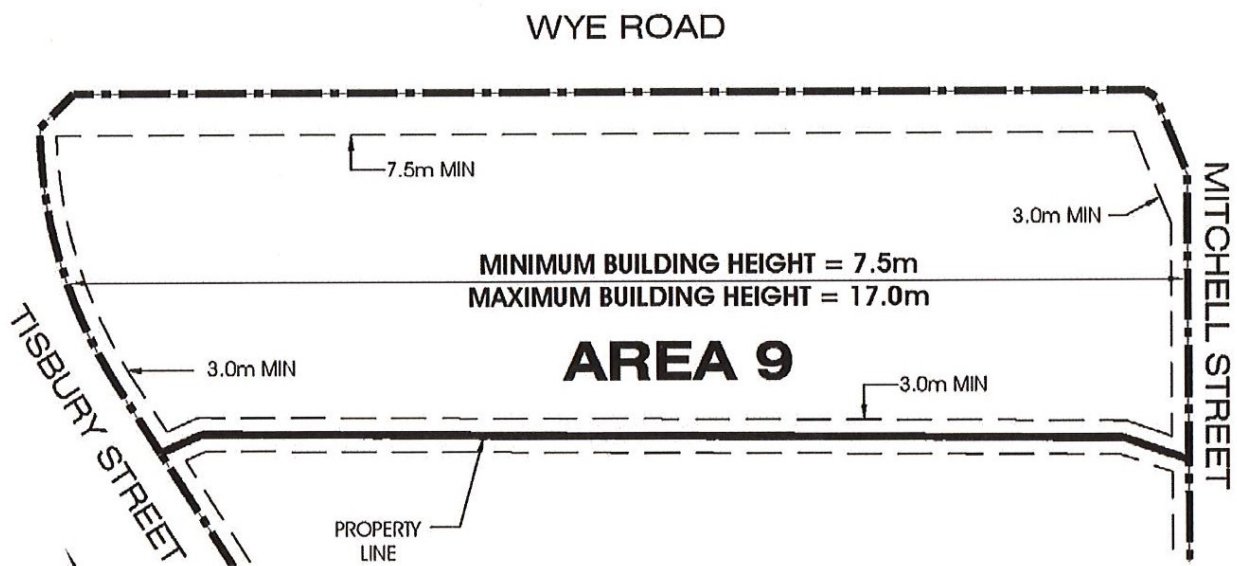 WYE ROAD
7.5m MIN
3.0m MIN
MITCHELL STREET
MINIMUM BUILDING HEIGHT = 7.5m
MAXIMUM BUILDING HEIGHT = 17.0m
TISBURY STREET
3.0m MIN
AREA 9
3.0m MIN
PROPERTY
LINE